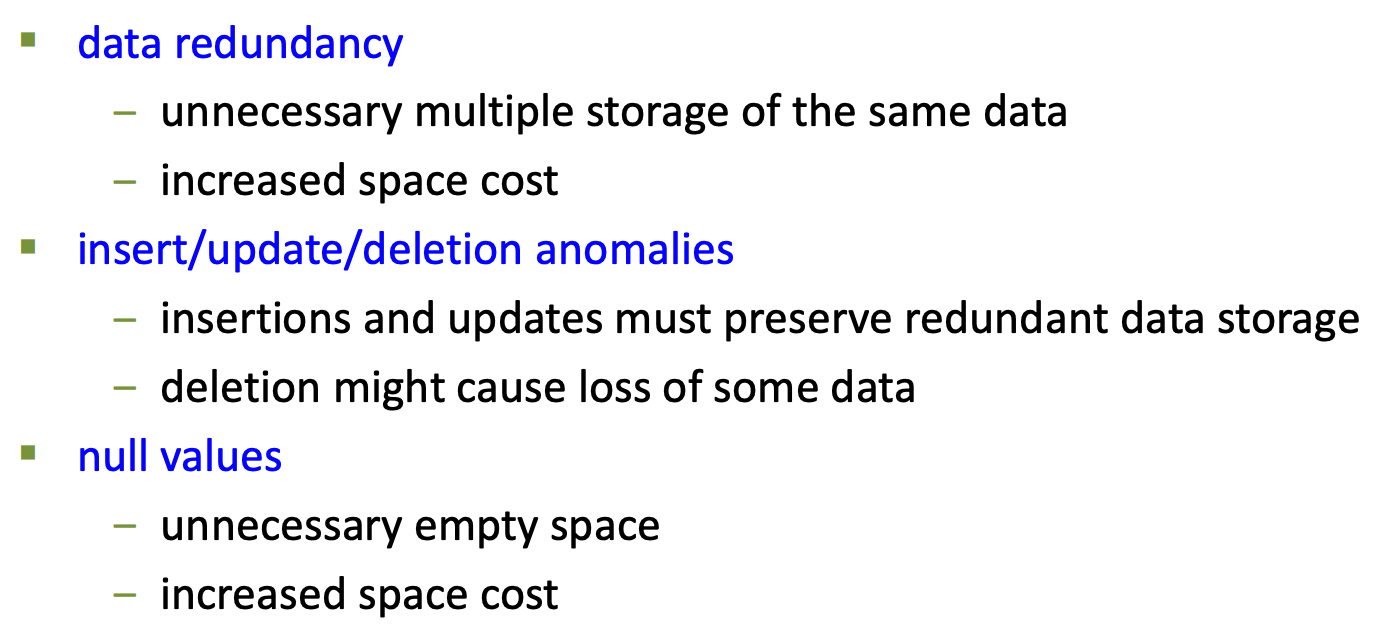 ▪ data redundancy
– unnecessary multiple storage of the same data
– increased space cost
▪ insert/update/deletion anomalies
– insertions and updates must preserve redundant data storage
– deletion might cause loss of some data
▪ null values
– unnecessary empty space
– increased space cost